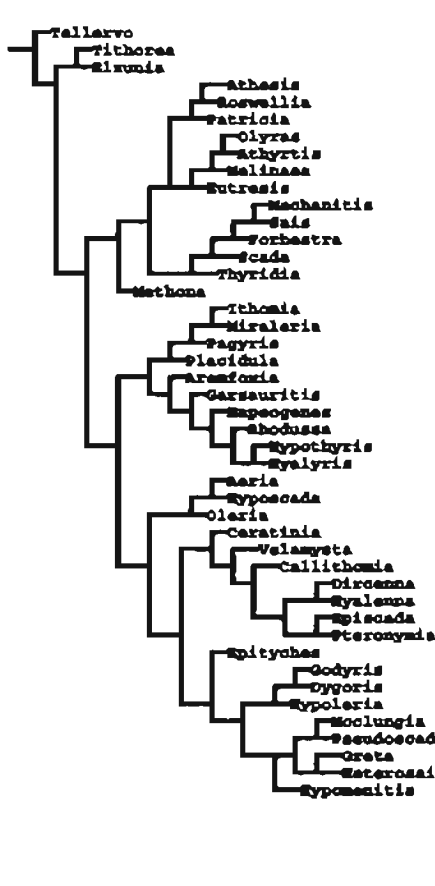 Tellervo
Tithorea
Elzunia
Athesis
Roswellia
Patricia
Olyras
Athyrtis
Melinaea
Eutresis
Mechanitis
Sais
Forbestra
Scada
Thyridia
Methona
Ithomia
Miraleria
Pagyris
Placidula
Aremfoxia
Garsauritis
Napeogenes
Rhodussa
Hypothyris
Hyalyris
Aeria
Hyposcada
Oleria
Ceratinia
Velamysta
Callithomia
Dircenna
Hyalenna
Episcada
Pteronymia
Epityches
Godyris
Dygoris
Hypoleria
Mcclungia
Pseudoscad
Greta
Heterosai
Hypomenitis